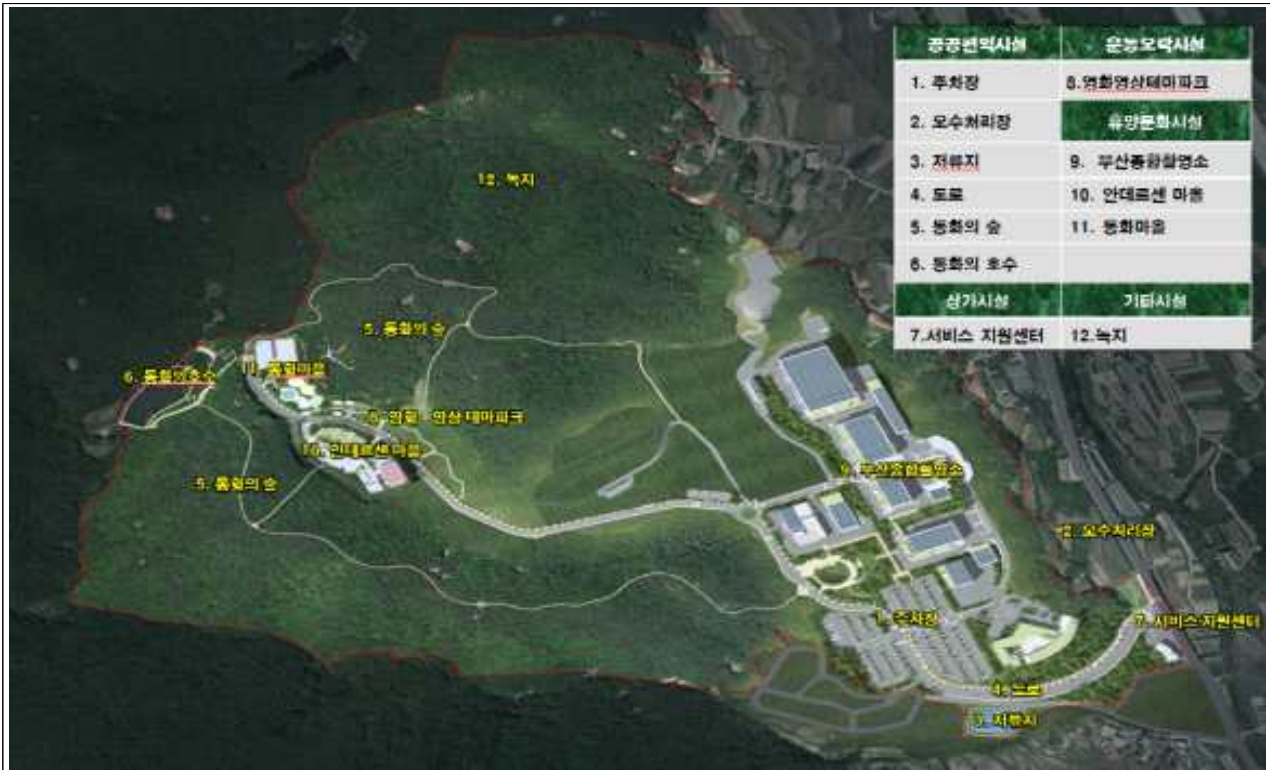 공공편익시설 운동오락시설
1. 주차장 8.영화영상테마파크
2. 오수처리장 휴양문화시설
3. 저류지 9. 부산종합촬영소
4. 도로 10. 안데르센 마을
5. 동화의 숲 11. 동화마을
6. 동화의 호수
상가시설 기타시설
7.서비스 지원센터 12.녹지
12. 녹지
5. 동화의 숲
11. 동화마을
6. 동화의호수
8. 영화·영상 테마파크
10. 안데르센 마을
9. 부산종합촬영소
5. 동화의 숲
2. 오수처리장
1. 주차장
7. 서비스 지원센터
4. 도로
3. 저류지